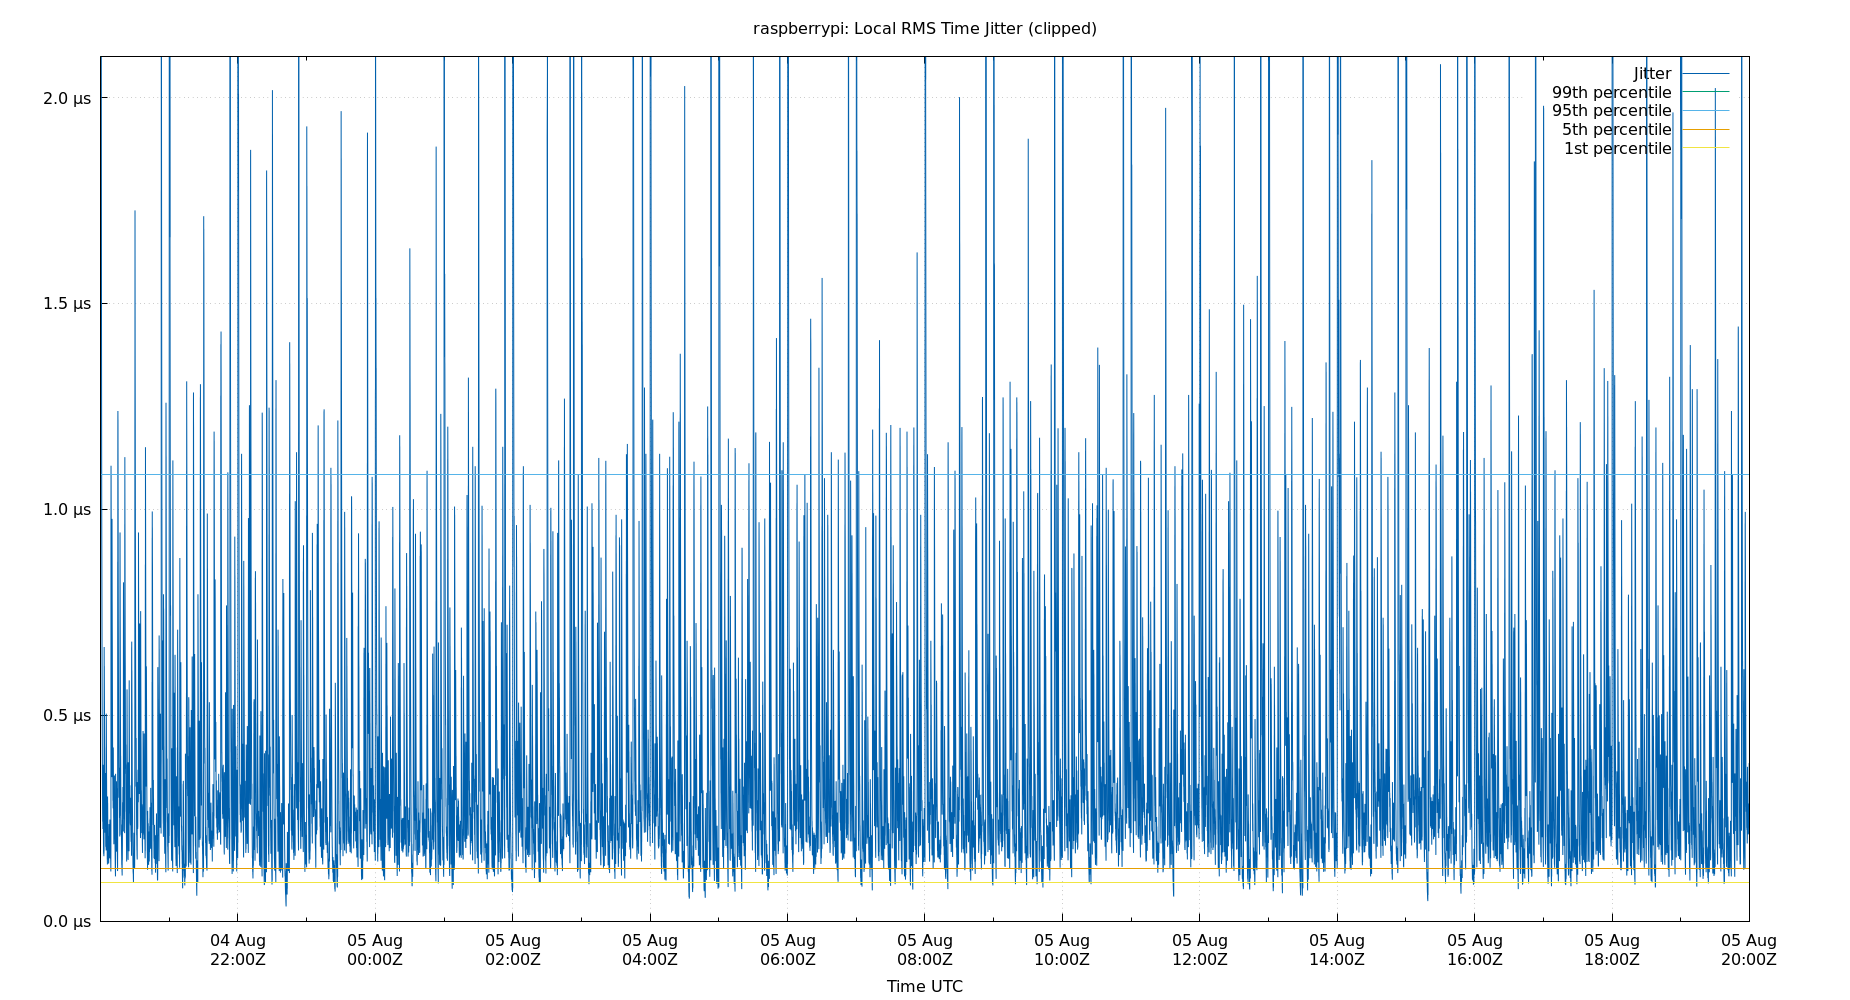 raspberrypi: Local RMS Time Jitter (clipped)
Jitter
99th percentile
95th percentile
5th percentile
1st percentile
2.0 µs
1.5 µs
1.0 µs
0.5 µs
0.0 µs
04 Aug 05 Aug 05 Aug 05 Aug 05 Aug 05 Aug 05 Aug 05 Aug 05 Aug 05 Aug 05 Aug 05 Aug
22:00Z 00:00Z 02:00Z 04:00Z 06:00Z 08:00Z 10:00Z 12:00Z 14:00Z 16:00Z 18:00Z 20:00Z
Time UTC